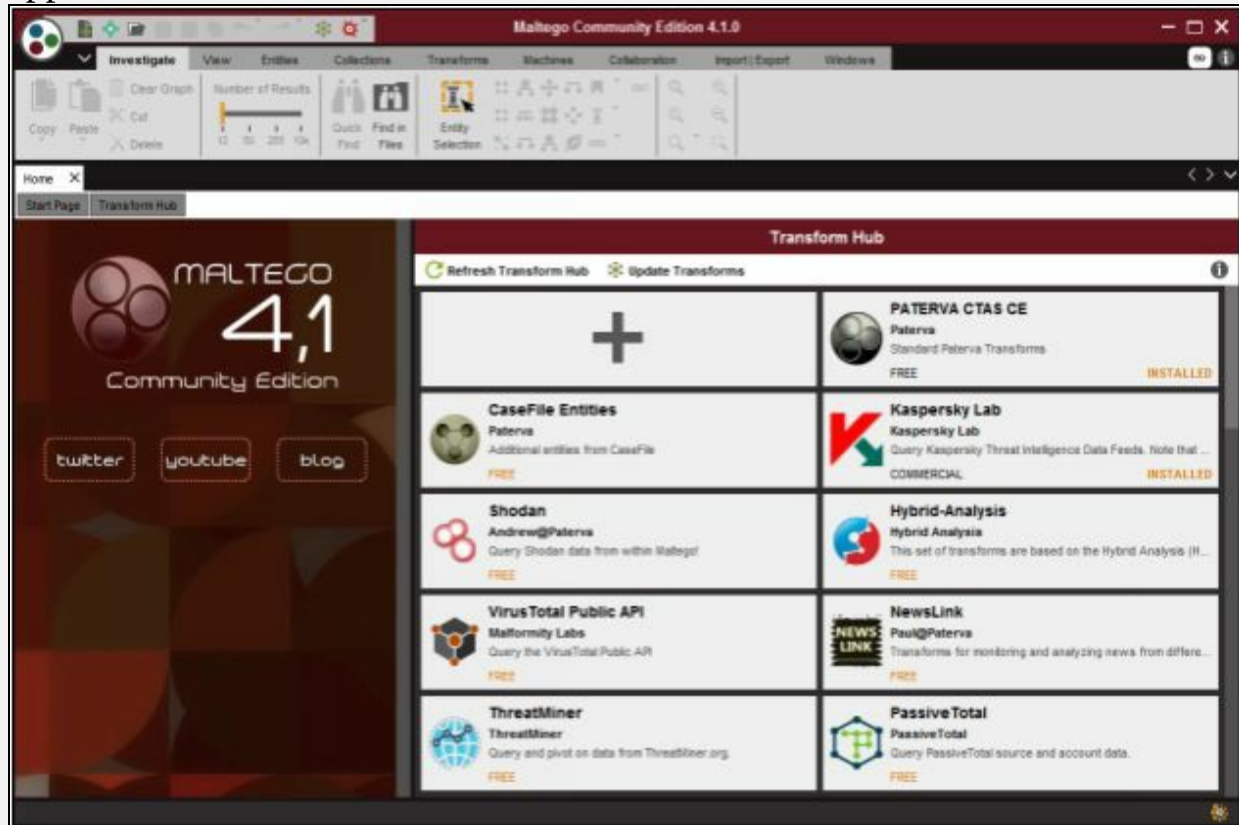 Maltego Community Edition 4.1.0
Investigate View Entities Collections Transforms Machines Collaboration Import | Export Windows
Clear Graph
Number of Results
Copy Paste
Cut
Delete
Quick Find
Find in Files
Entity Selection
Home X
Start Page Transform Hub
MALTEGO
4,1
Community Edition
twitter youtube blog
Transform Hub
Refresh Transform Hub Update Transforms
PATERVA CTAS CE
Paterva
Standard Paterva Transforms
FREE INSTALLED
CaseFile Entities
Paterva
Additional entities from CaseFile
FREE
Kaspersky Lab
Kaspersky Lab
Query Kaspersky Threat Intelligence Data Feeds. Note that ...
COMMERCIAL INSTALLED
Shodan
Andrew@Paterva
Query Shodan data from within Maltego!
FREE
Hybrid-Analysis
Hybrid Analysis
This set of transforms are based on the Hybrid Analysis (H...
FREE
VirusTotal Public API
Malformity Labs
Query the VirusTotal Public API
FREE
NEWS LINK
NewsLink
Paul@Paterva
Transforms for monitoring and analyzing news from differe...
FREE
ThreatMiner
ThreatMiner
Query and pivot on data from ThreatMiner.org.
FREE
PassiveTotal
PassiveTotal
Query PassiveTotal source and account data.
FREE